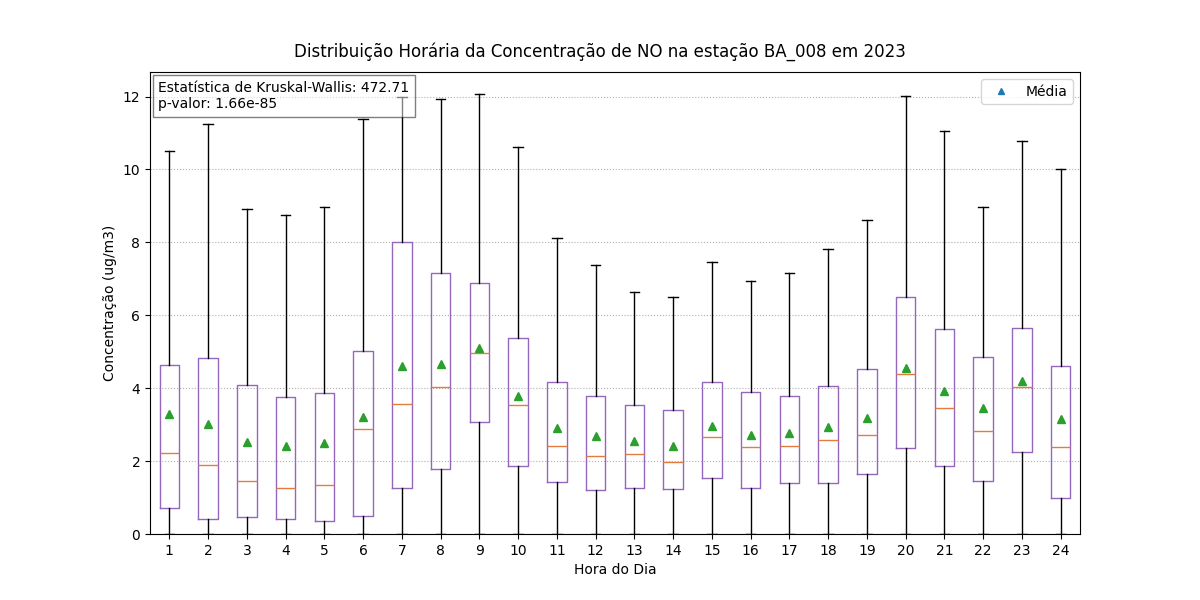 Distribuição Horária da Concentração de NO na estação BA_008 em 2023
Estatística de Kruskal-Wallis: 472.71
p-valor: 1.66e-85
Média
Concentração (ug/m3)
12
10
8
6
4
2
0
1 2 3 4 5 6 7 8 9 10 11 12 13 14 15 16 17 18 19 20 21 22 23 24
Hora do Dia